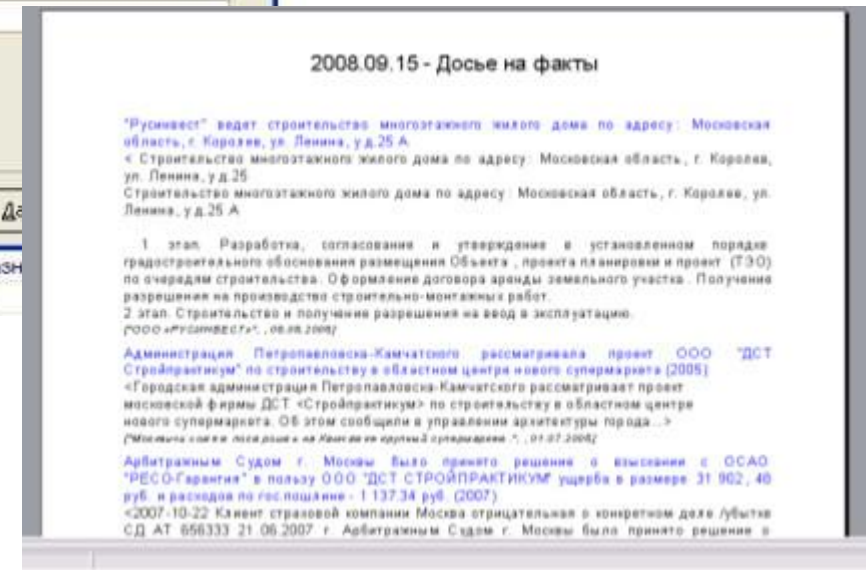 2008.09.15 - Досье на факты
"Русинвест" ведет строительство многоэтажного жилого дома по адресу: Московская
область, г. Королев, ул. Ленина, у д.25 А
< Строительство многоэтажного жилого дома по адресу: Московская область, г. Королев,
ул. Ленина, у д.25
Строительство многоэтажного жилого дома по адресу: Московская область, г. Королев, ул.
Ленина, у д.25 А
1 этап. Разработка, согласование и утверждение в установленном порядке
градостроительного обоснования размещения Объекта , проекта планировки и проект (ТЭО)
по очередям строительства. Оформление договора аренды земельного участка. Получение
разрешения на производство строительно-монтажных работ.
2 этап. Строительство и получение разрешения на ввод в эксплуатацию.
[ООО «РУСИНВЕСТ»",
Администрация Петропавловска-Камчатского рассматривала проект ООО "ДСТ
Стройпрактикум" по строительству в областном центре нового супермаркета (2005)
<Городская администрация Петропавловска-Камчатского рассматривает проект
московской фирмы ДСТ «Стройпрактикум» по строительству в областном центре
нового супермаркета. Об этом сообщили в управлении архитектуры города...>
Арбитражным Судом г. Москвы было принято решение о взыскании с ОСАО
"РЕСО-Гарантия" в пользу ООО "ДСТ СТРОЙПРАКТИКУМ" ущерба в размере 31 902, 46
руб. и расходов по гос.пошлине - 1 137.34 руб. (2007)
<2007-10-22 Клиент страховой компании Москва отрицательная о конкретном деле /убытке
СД АТ 656333 21.06.2007 г. Арбитражным Судом г. Москвы было принято решение о